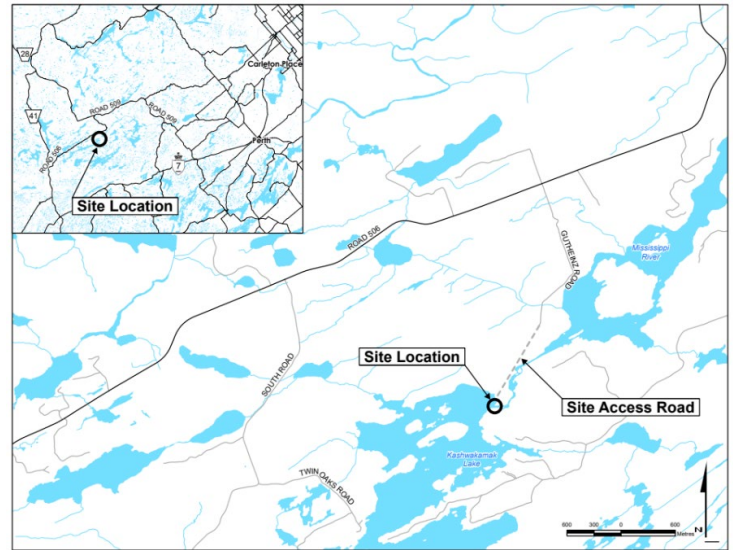 28
Carleton Place
41
ROAD 509
ROAD 509
ROAD 506
Perth
7
Site Location
ROAD 506
GUTHEINZ ROAD
Mississippi
River
Site Location
SOUTH ROAD
Site Access Road
Kashwakamak
Lake
TWIN OAKS ROAD
N
600 300 0 600
Metres